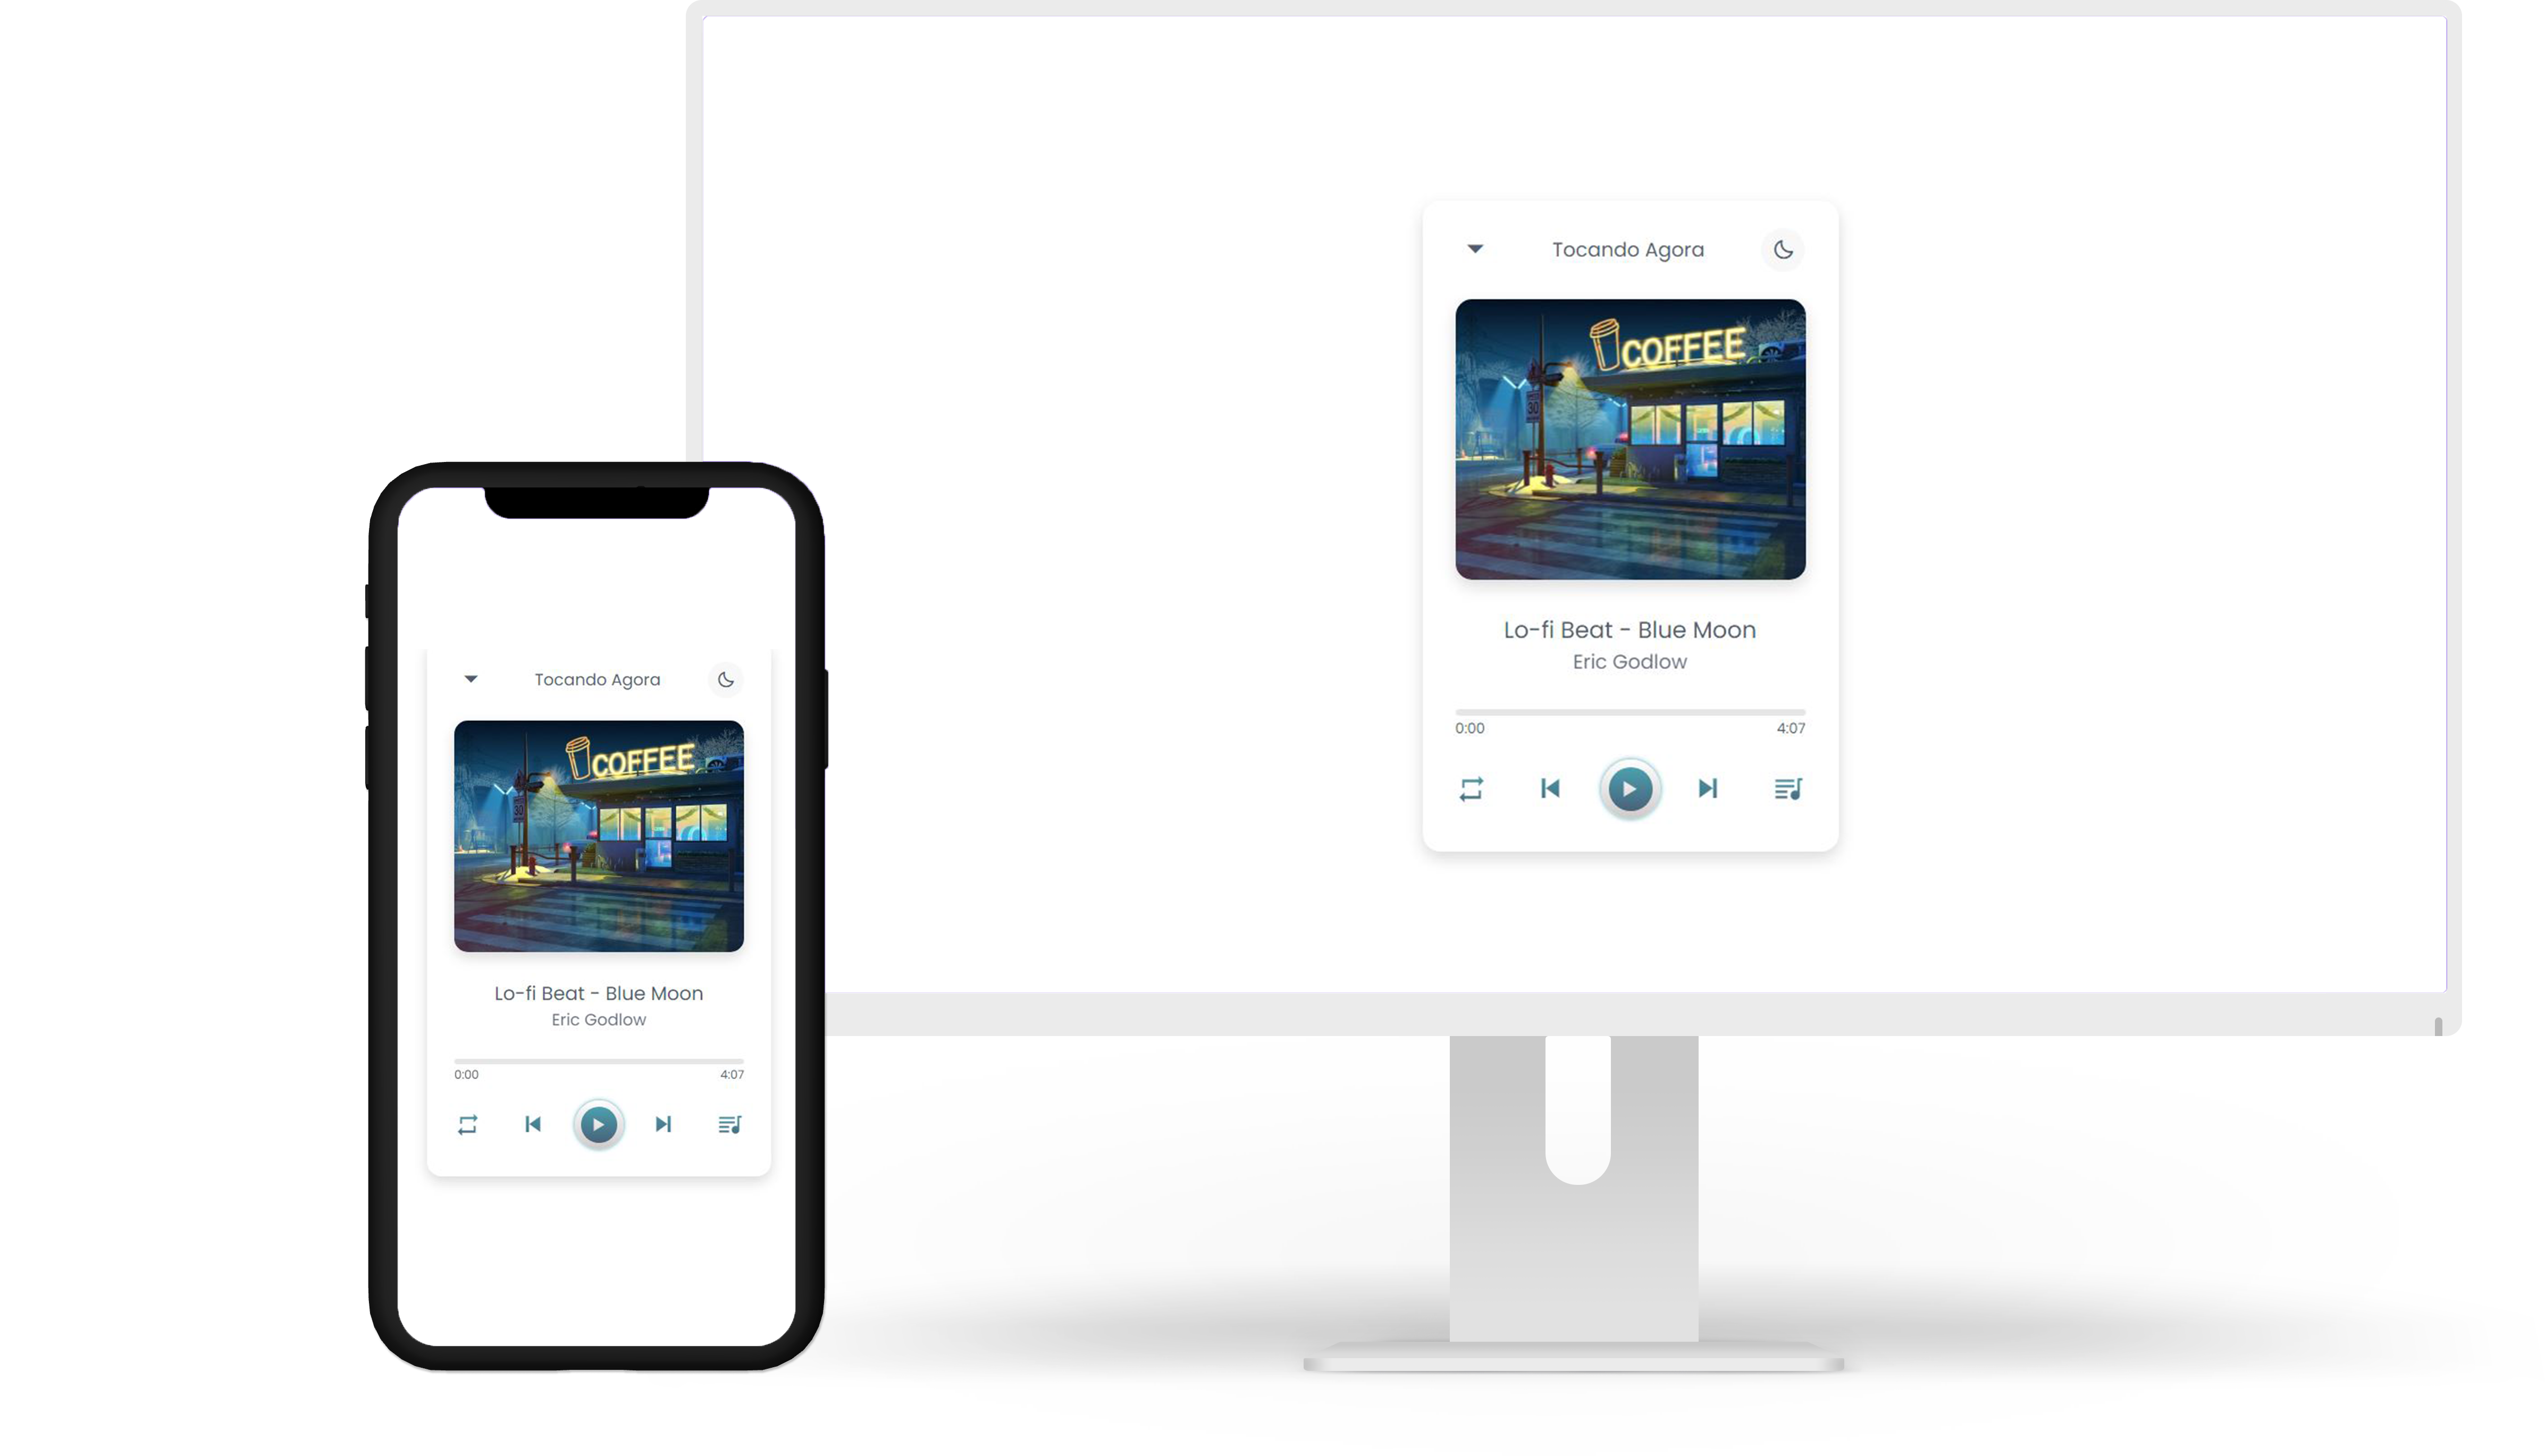 Tocando Agora
COFFEE
30
Lo-fi Beat - Blue Moon
Eric Godlow
0:00 4:07
Tocando Agora
COFFEE
30
Lo-fi Beat - Blue Moon
Eric Godlow
0:00 4:07